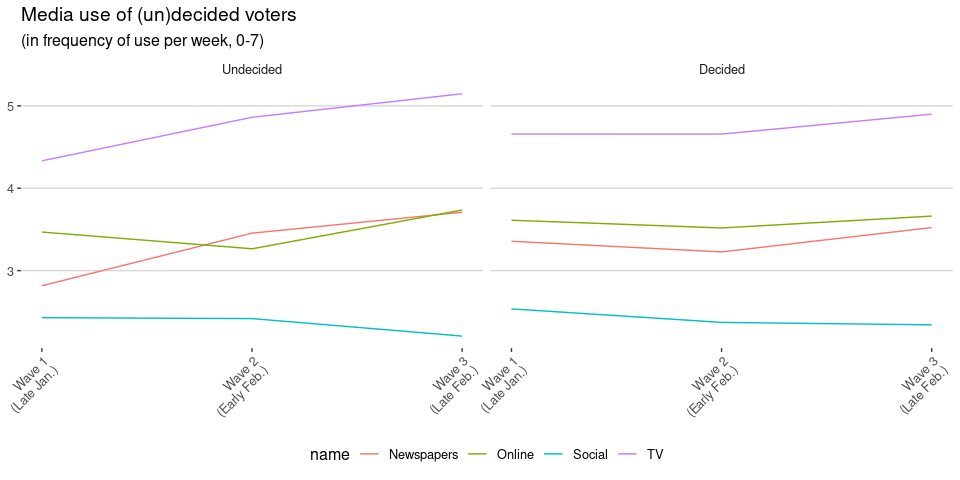 Media use of (un)decided voters
(in frequency of use per week, 0-7)
Undecided
Decided
5
4
3
Wave 1
(Late Jan.)
Wave 2
(Early Feb.)
Wave 3
(Late Feb.)
Wave 1
(Late Jan.)
Wave 2
(Early Feb.)
Wave 3
(Late Feb.)
name Newspapers Online Social TV